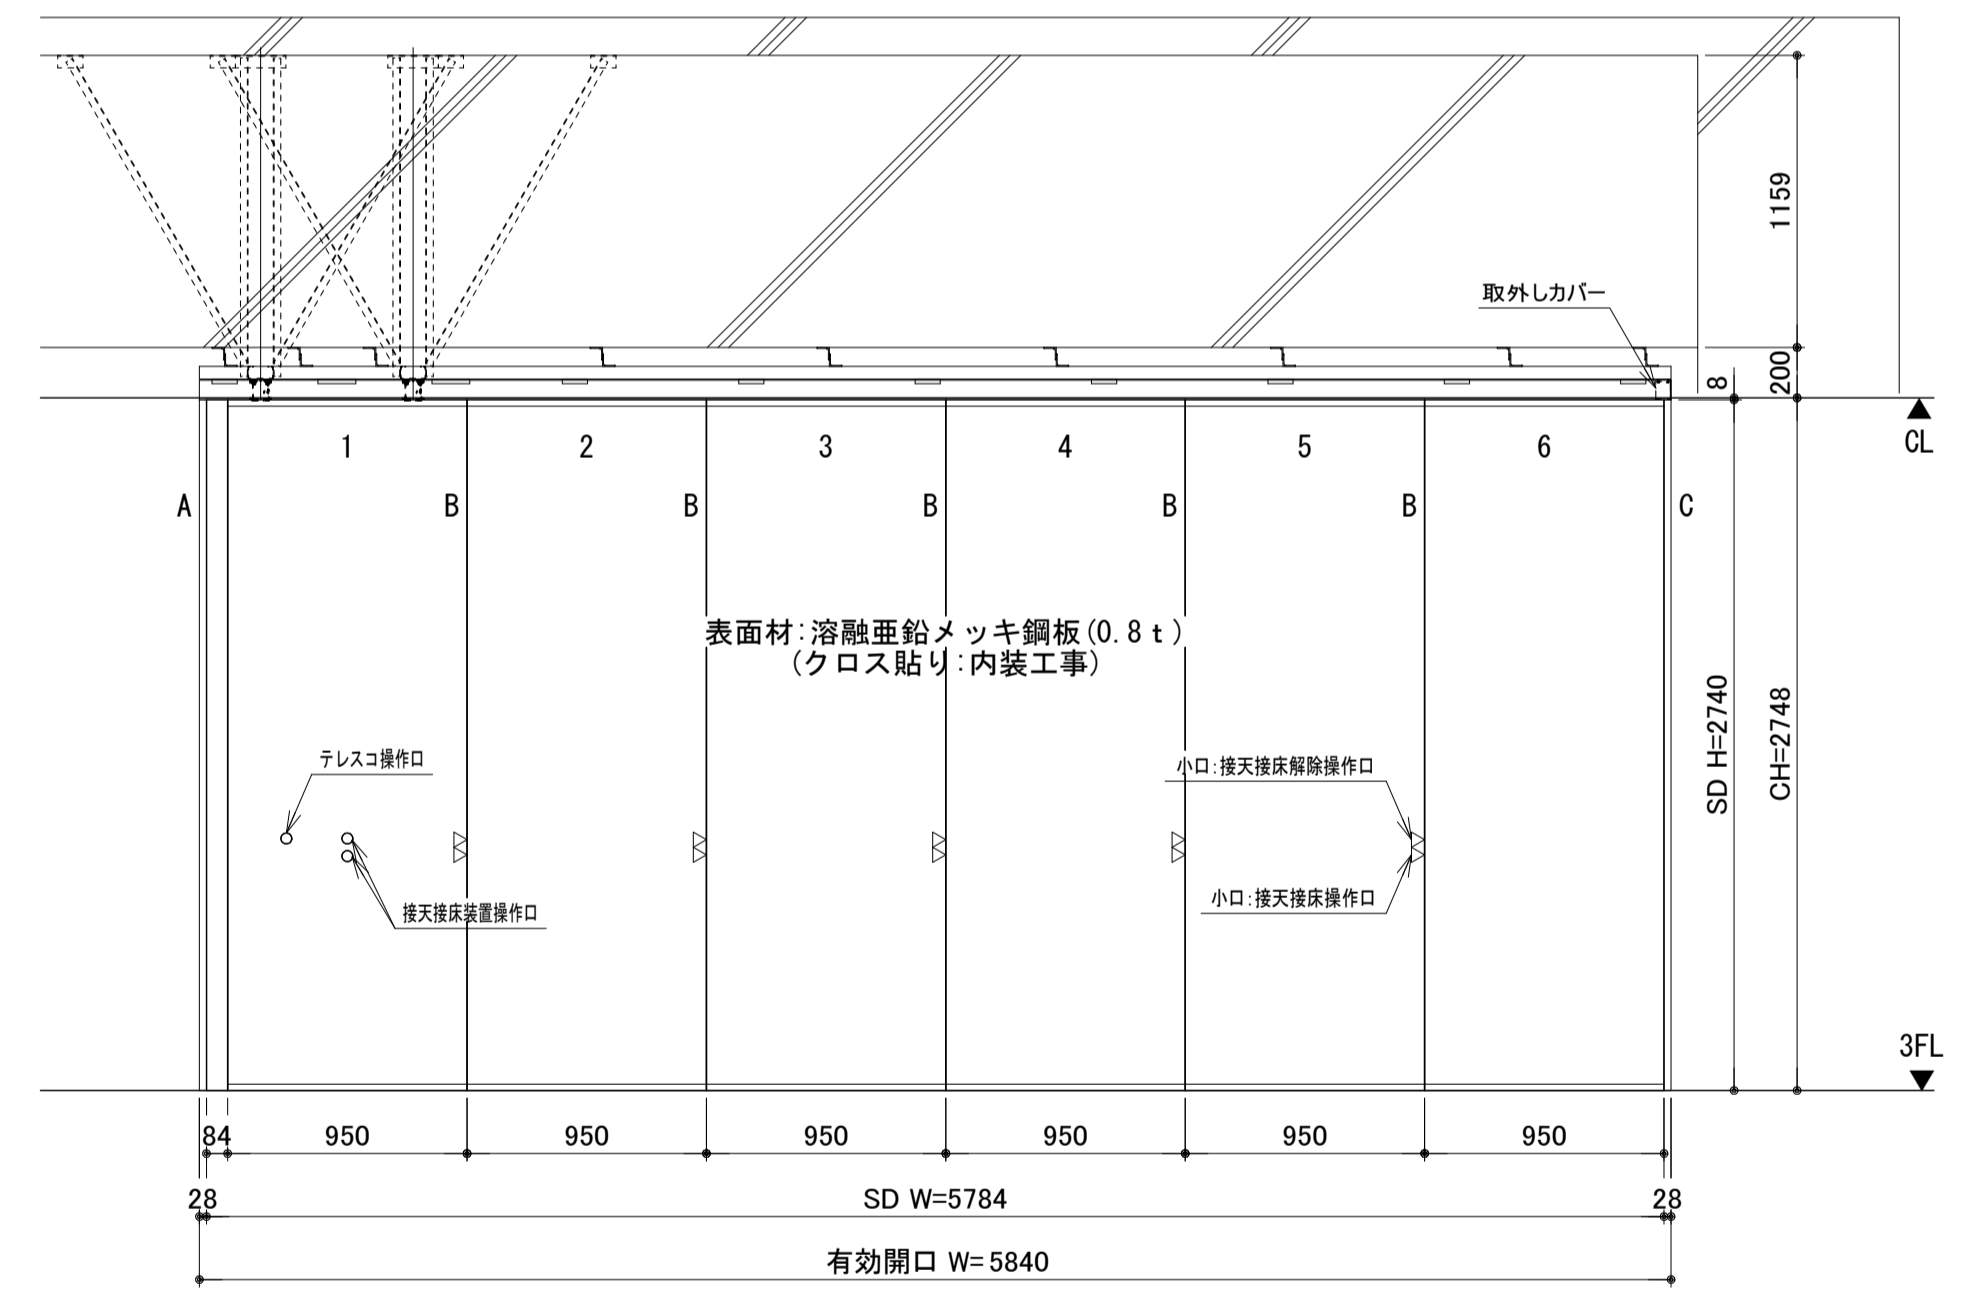 1159
取外しカバー
200
8
CL
1 2 3 4 5 6
A B B B B B C
表面材:溶融亜鉛メッキ鋼板(0.8t)
(クロス貼り:内装工事)
SD H=2740
CH=2748
テレスコ操作口
小口:接天接床解除操作口
接天接床装置操作口
小口:接天接床操作口
3FL
84 950 950 950 950 950 950
28 SD W=5784 28
有効開口 W=5840